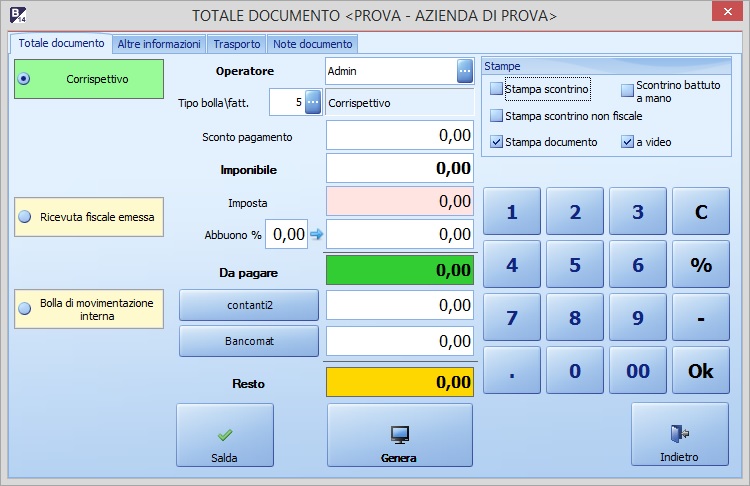 B
14
TOTALE DOCUMENTO <PROVA - AZIENDA DI PROVA>
Totale documento
Altre informazioni
Trasporto
Note documento
Corrispettivo
Ricevuta fiscale emessa
Bolla di movimentazione
interna
Operatore
Admin
...
Tipo bolla\fatt.
5
...
Corrispettivo
Sconto pagamento
0,00
Imponibile
0,00
Imposta
0,00
Abbuono %
0,00
0,00
Da pagare
0,00
contanti2
0,00
Bancomat
0,00
Resto
0,00
Salda
Genera
Stampe
Stampa scontrino
Scontrino battuto
a mano
Stampa scontrino non fiscale
Stampa documento
a video
1 2 3 C
4 5 6 %
7 8 9 -
. 0 00 Ok
Indietro